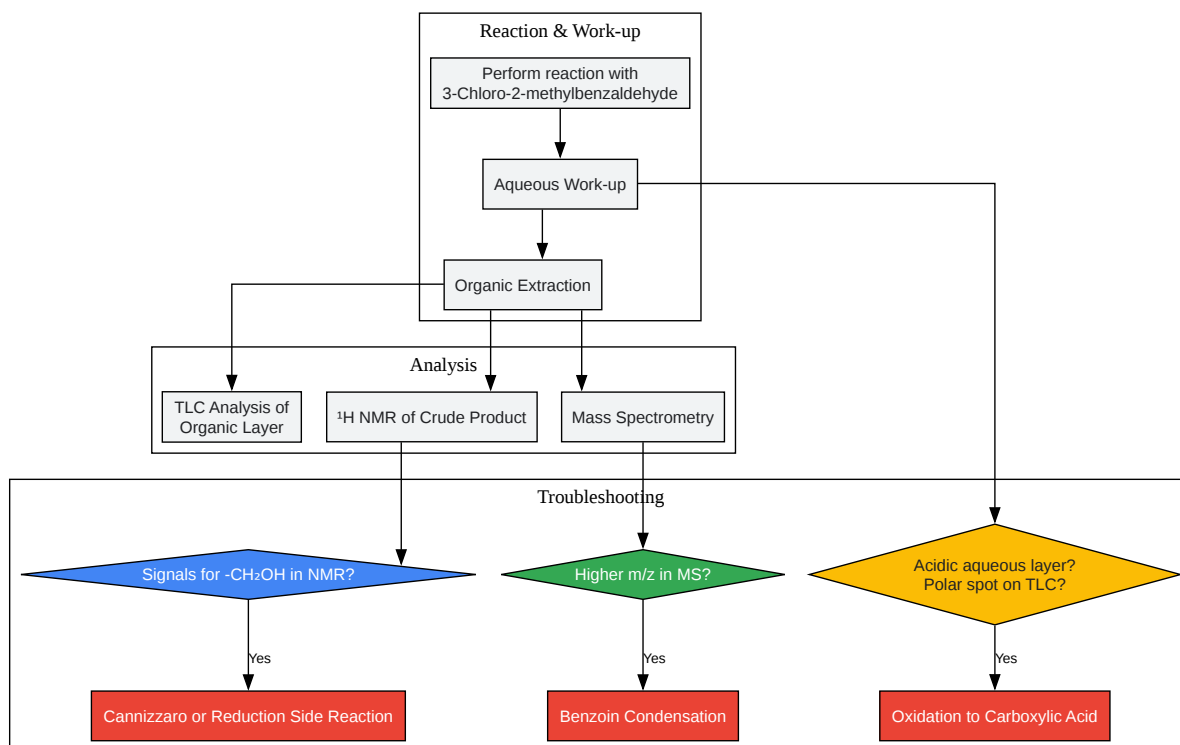 Reaction & Work-up
Perform reaction with
3-Chloro-2-methylbenzaldehyde
Aqueous Work-up
Organic Extraction
Analysis
TLC Analysis of
Organic Layer
¹H NMR of Crude Product
Mass Spectrometry
Troubleshooting
Signals for -CH₂OH in NMR?
Higher m/z in MS?
Acidic aqueous layer?
Polar spot on TLC?
Yes
Yes
Yes
Cannizzaro or Reduction Side Reaction
Benzoin Condensation
Oxidation to Carboxylic Acid